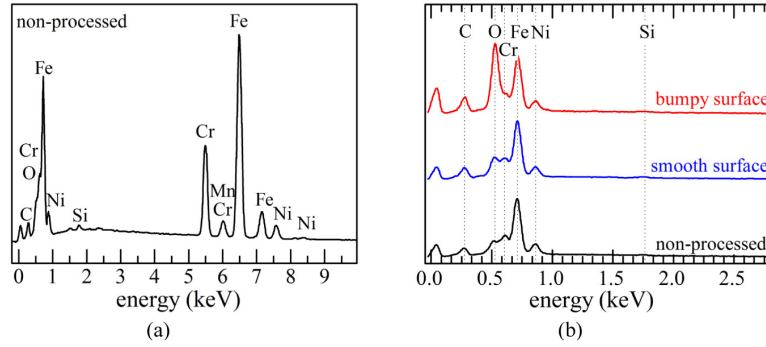 non-processed
Fe
Fe
Cr
Cr
O
Mn
Cr
Ni
C
Si
Fe
Ni
Ni
0 1 2 3 4 5 6 7 8 9
energy (keV)
(a)
C O Fe Ni Si
Cr
bumpy surface
smooth surface
non-processed
0.0 0.5 1.0 1.5 2.0 2.5
energy (keV)
(b)